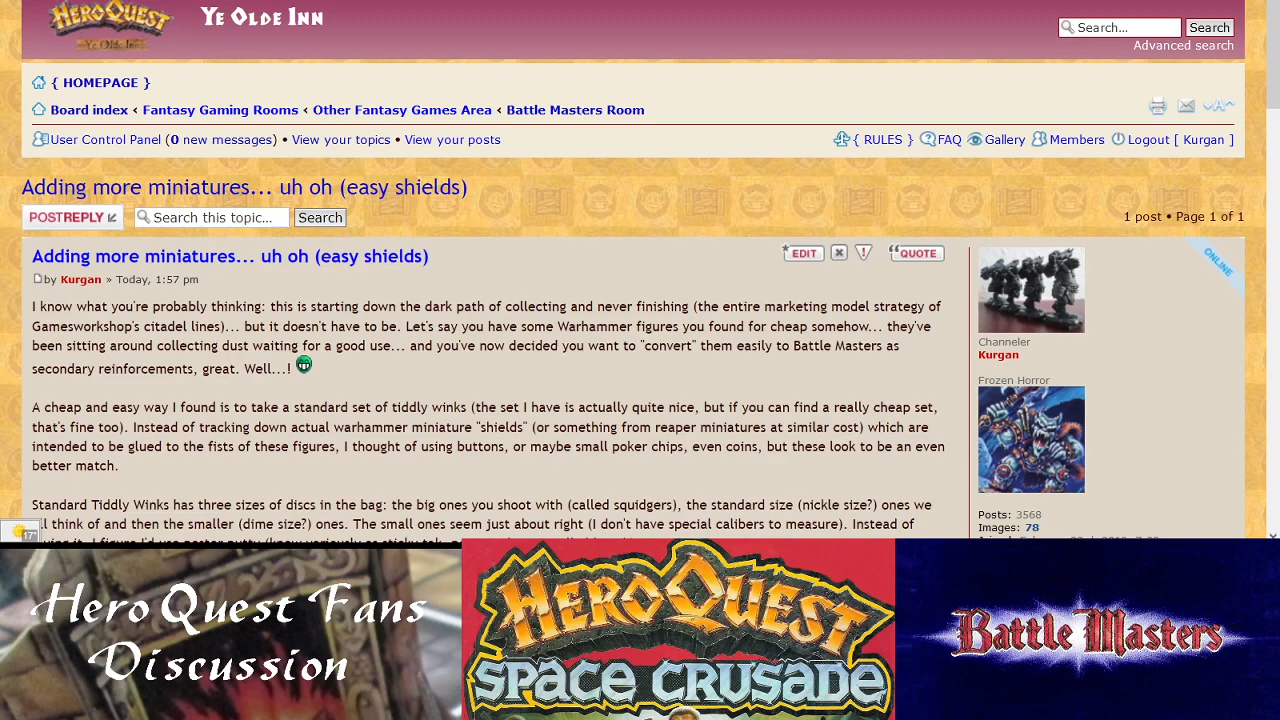 HEROQUEST
Ye Olde Inn
Ye Olde Inn
Search...
Search
Advanced search
{ HOMEPAGE }
Board index ‹ Fantasy Gaming Rooms ‹ Other Fantasy Games Area ‹ Battle Masters Room
User Control Panel (0 new messages) • View your topics • View your posts
{ RULES } FAQ Gallery Members Logout [ Kurgan ]
Adding more miniatures... uh oh (easy shields)
POSTREPLY
Search this topic...
Search
1 post • Page 1 of 1
Adding more miniatures... uh oh (easy shields)
EDIT
QUOTE
ONLINE
by Kurgan » Today, 1:57 pm
I know what you're probably thinking: this is starting down the dark path of collecting and never finishing (the entire marketing model strategy of
Gamesworkshop's citadel lines)... but it doesn't have to be. Let's say you have some Warhammer figures you found for cheap somehow... they've
been sitting around collecting dust waiting for a good use... and you've now decided you want to "convert" them easily to Battle Masters as
secondary reinforcements, great. Well...!
A cheap and easy way I found is to take a standard set of tiddly winks (the set I have is actually quite nice, but if you can find a really cheap set,
that's fine too). Instead of tracking down actual warhammer miniature "shields" (or something from reaper miniatures at similar cost) which are
intended to be glued to the fists of these figures, I thought of using buttons, or maybe small poker chips, even coins, but these look to be an even
better match.
Standard Tiddly Winks has three sizes of discs in the bag: the big ones you shoot with (called squidgers), the standard size (nickle size?) ones we
all think of and then the smaller (dime size?) ones. The small ones seem just about right (I don't have special calibers to measure). Instead of
Channeler
Kurgan
Frozen Horror
Posts: 3568
Images: 78
17°
HeroQuest Fans
Discussion
HEROQUEST
SPACE CRUSADE
Battle Masters